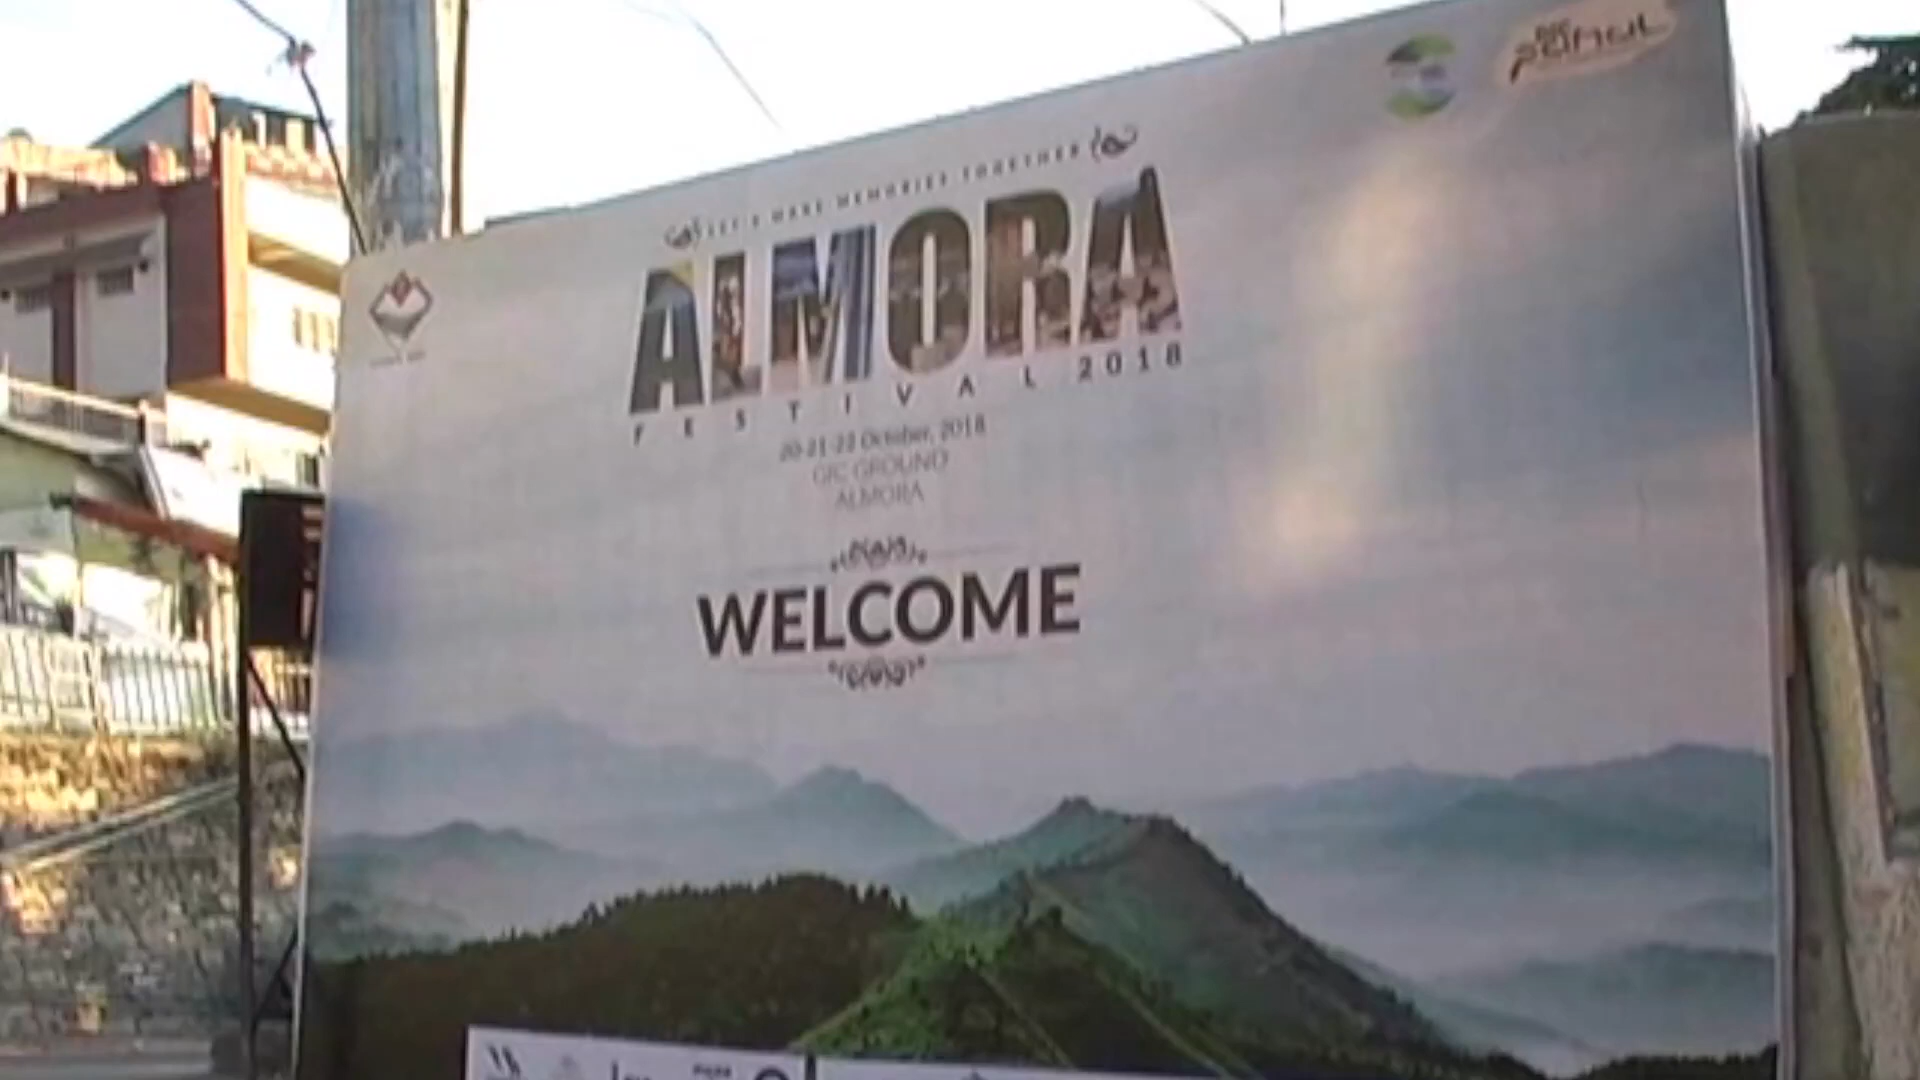 LET'S MAKE MEMORIES TOGETHER
ALMORA
FESTIVAL 2018
20-21-22 October, 2018
GIC GROUND
ALMORA
WELCOME